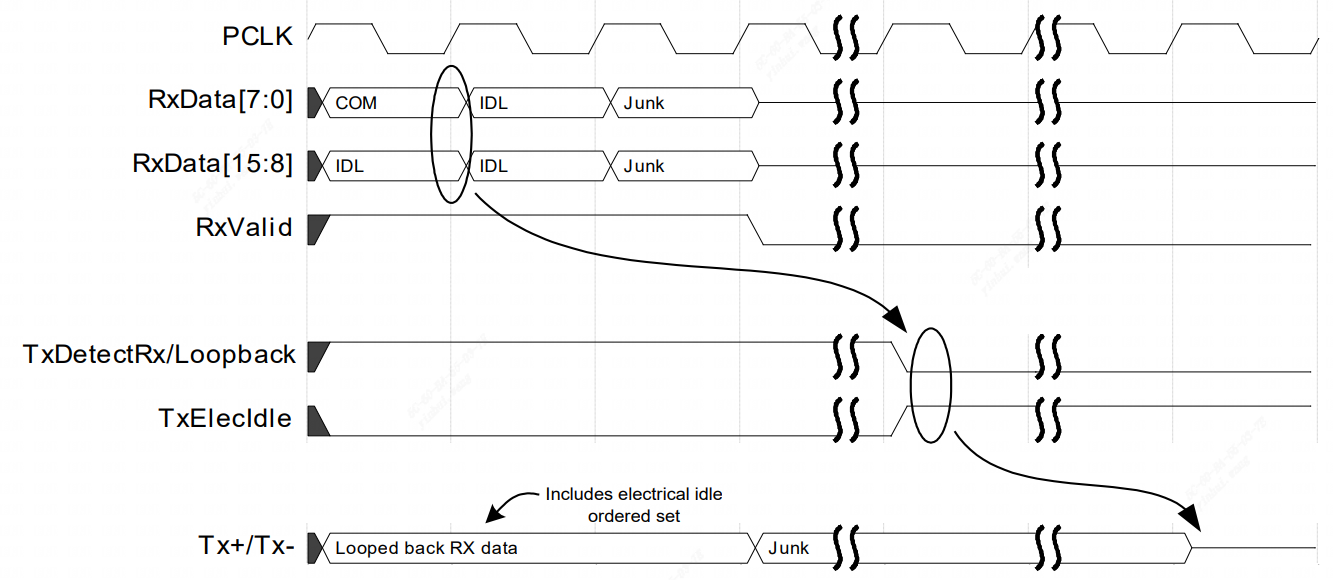 PCLK
RxData[7:0] COM IDL Junk
RxData[15:8] IDL IDL Junk
RxValid
TxDetectRx/Loopback
TxElecIdle
Includes electrical idle
ordered set
Tx+/Tx- Looped back RX data Junk